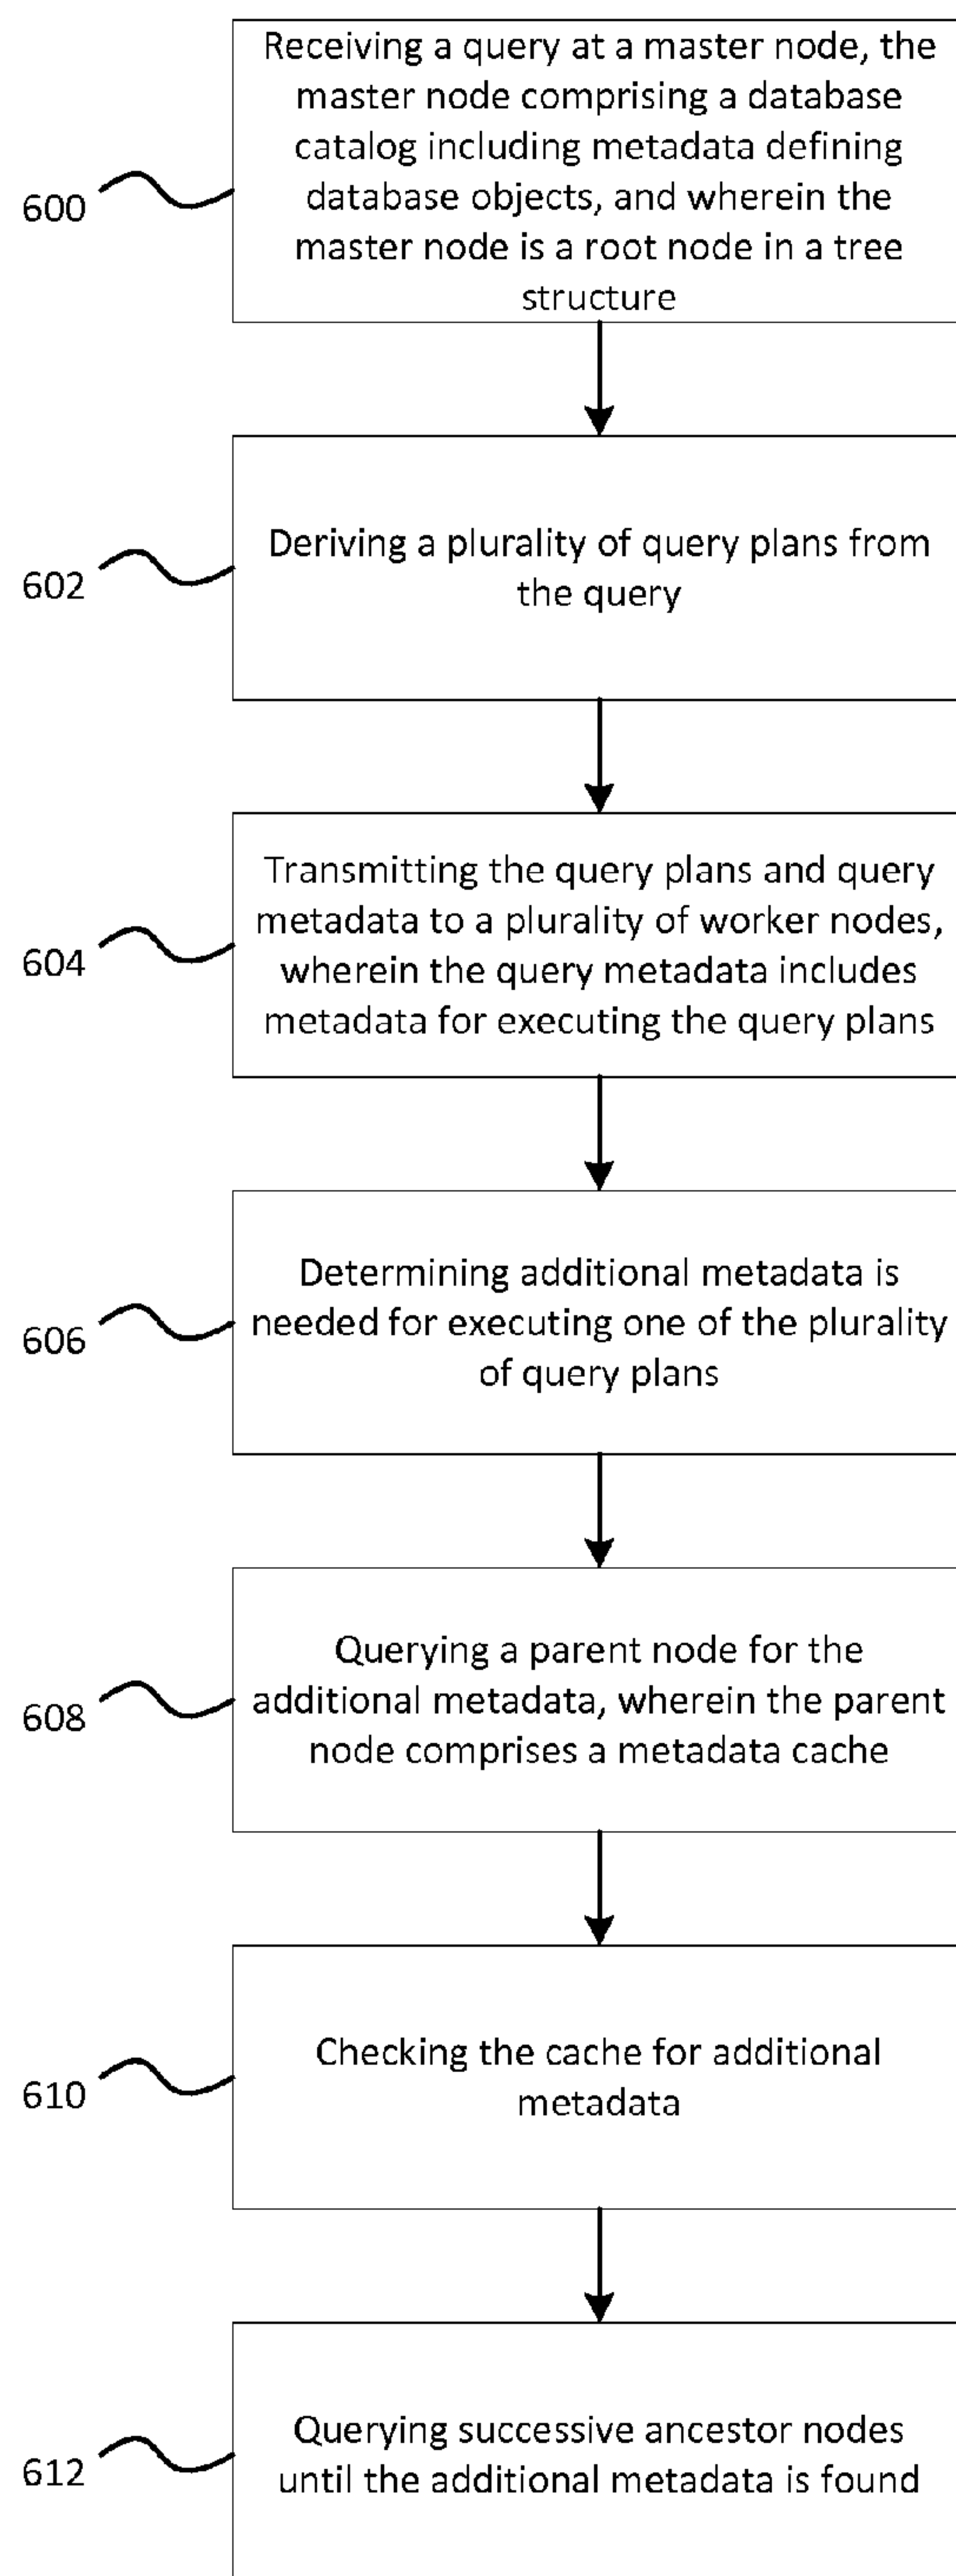 Receiving a query at a master node, the
master node comprising a database
catalog including metadata defining
database objects, and wherein the
master node is a root node in a tree
structure
600
Deriving a plurality of query plans from
the query
602
Transmitting the query plans and query
metadata to a plurality of worker nodes,
wherein the query metadata includes
metadata for executing the query plans
604
Determining additional metadata is
needed for executing one of the plurality
of query plans
606
Querying a parent node for the
additional metadata, wherein the parent
node comprises a metadata cache
608
Checking the cache for additional
metadata
610
Querying successive ancestor nodes
until the additional metadata is found
612